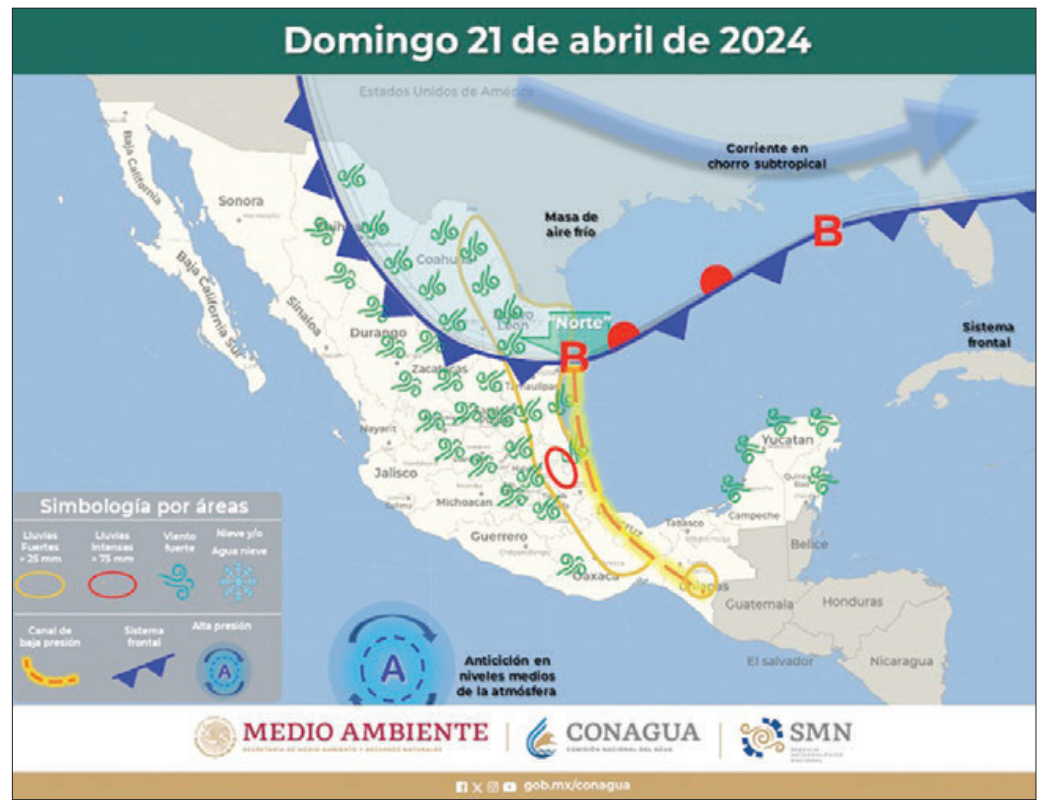 Domingo 21 de abril de 2024
Estados Unidos de América
Corriente en
chorro subtropical
Baja California
Sonora
Masa de
aire frío
B
Coahuila
Baja California Sur
Sinaloa
"Norte"
Nuevo
León
Durango
B
Sistema
frontal
Zacatecas
Tamaulipas
Nayarit
Yucatan
Jalisco
Quintana
Roo
Michoacan
Campeche
Tabasco
Guerrero
Belice
Oaxaca
Chiapas
Guatemala
Honduras
El salvador
Nicaragua
Simbología por áreas
Lluvias
Fuertes
> 25 mm
Lluvias
Intensas
> 75 mm
Viento
fuerte
Nieve y/o
Agua nieve
Canal de
baja presión
Sistema
frontal
Alta presión
A
A
Anticición en
niveles medios
de la atmósfera
MEDIO AMBIENTE
SECRETARÍA DE MEDIO AMBIENTE Y RECURSOS NATURALES
CONAGUA
COMISIÓN NACIONAL DEL AGUA
SMN
SERVICIO
METEOROLÓGICO
NACIONAL
gob.mx/conagua